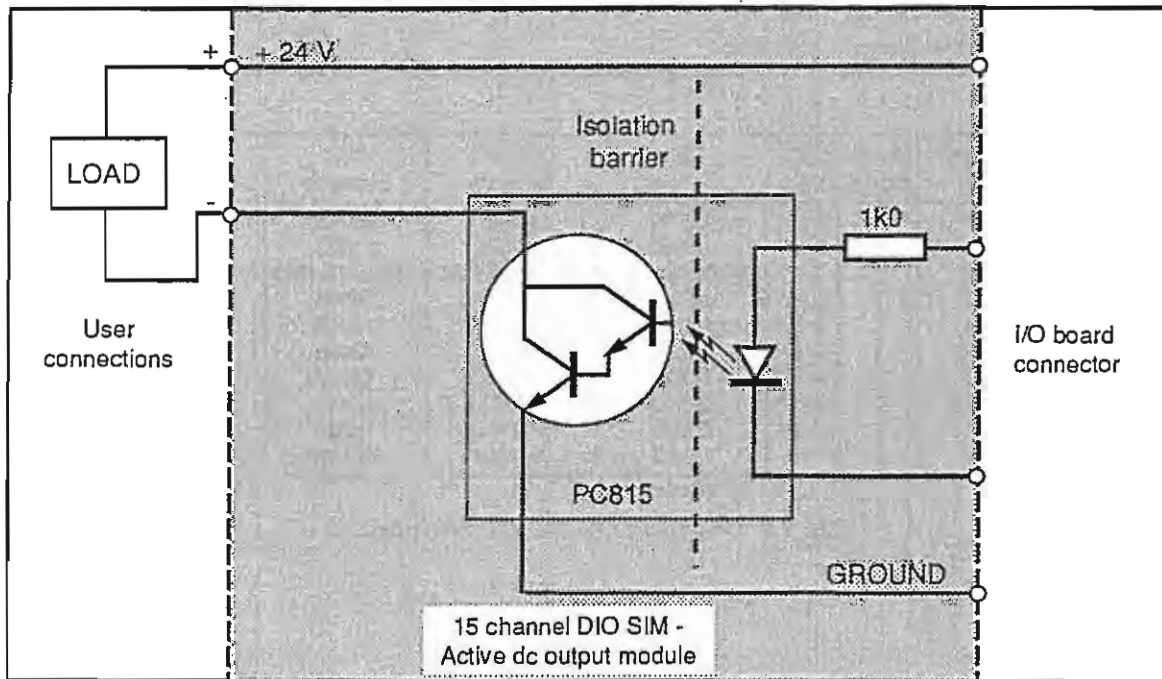 + + 24 V
Isolation
barrier
LOAD
-
1k0
User
connections
I/O board
connector
PC815
GROUND
15 channel DIO SIM -
Active dc output module